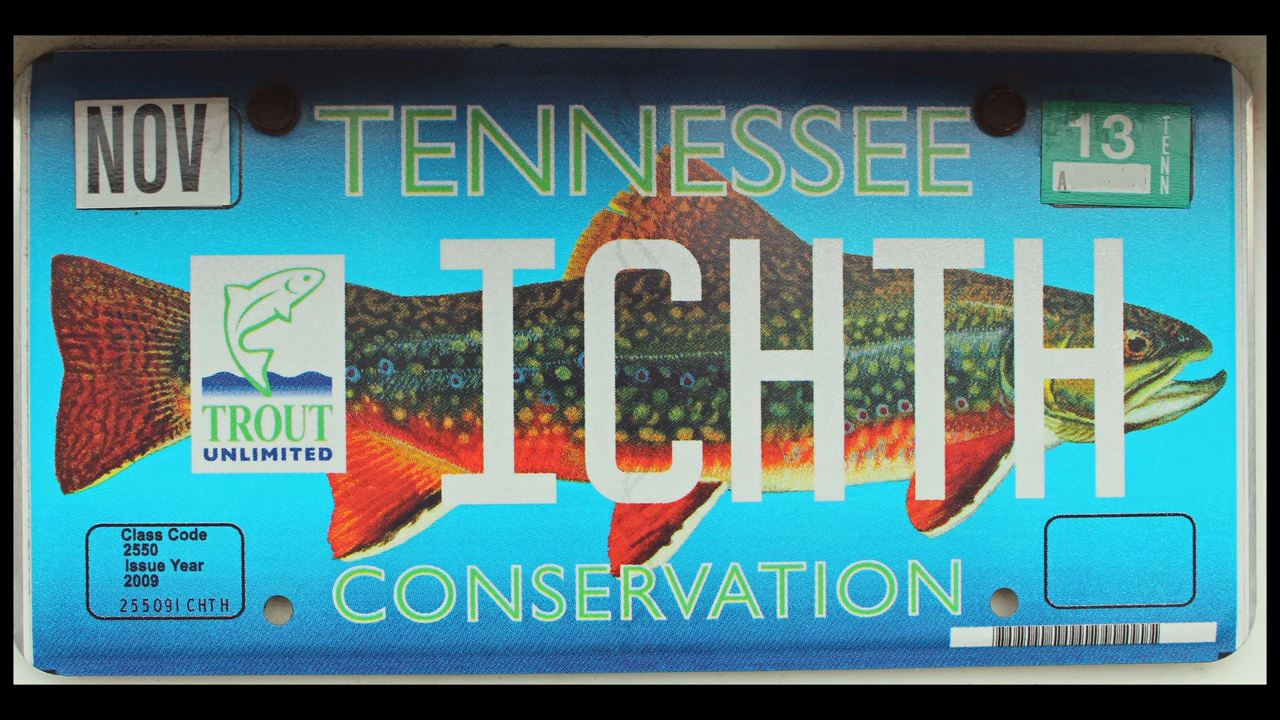 NOV
TENNESSEE
13
TENN
A
ICHTH
TROUT
UNLIMITED
Class Code
2550
Issue Year
2009
255091CHTH
CONSERVATION